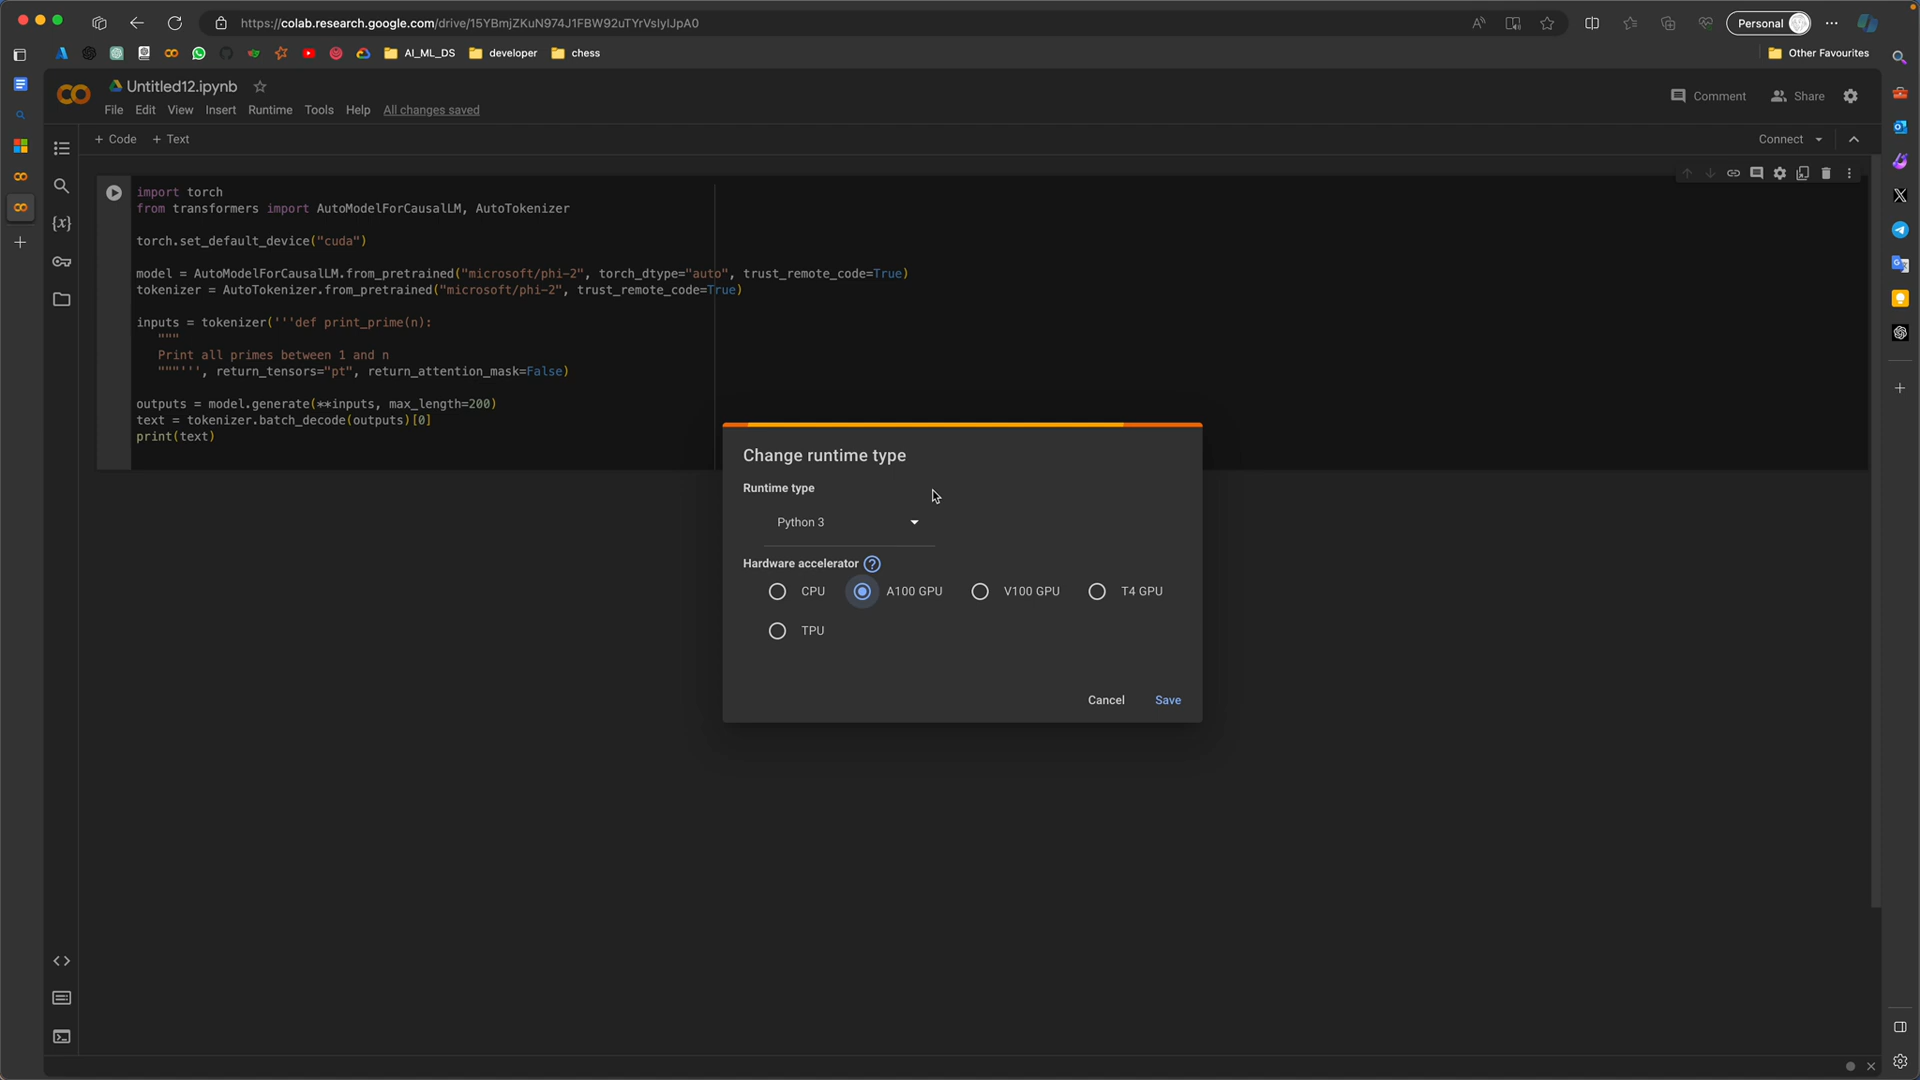 https://colab.research.google.com/drive/15YBmjZKuN974J1FBW92uTYrVsIyIJpA0
Personal
AI_ML_DS
developer
chess
Other Favourites
Untitled12.ipynb
File Edit View Insert Runtime Tools Help All changes saved
Comment
Share
+ Code + Text
Connect
import torch
from transformers import AutoModelForCausalLM, AutoTokenizer
torch.set_default_device("cuda")
model = AutoModelForCausalLM.from_pretrained("microsoft/phi-2", torch_dtype="auto", trust_remote_code=True)
tokenizer = AutoTokenizer.from_pretrained("microsoft/phi-2", trust_remote_code=True)
inputs = tokenizer('''def print_prime(n):
"""
Print all primes between 1 and n
"""''', return_tensors="pt", return_attention_mask=False)
outputs = model.generate(**inputs, max_length=200)
text = tokenizer.batch_decode(outputs)[0]
print(text)
Change runtime type
Runtime type
Python 3
Hardware accelerator ?
CPU A100 GPU V100 GPU T4 GPU
TPU
Cancel Save